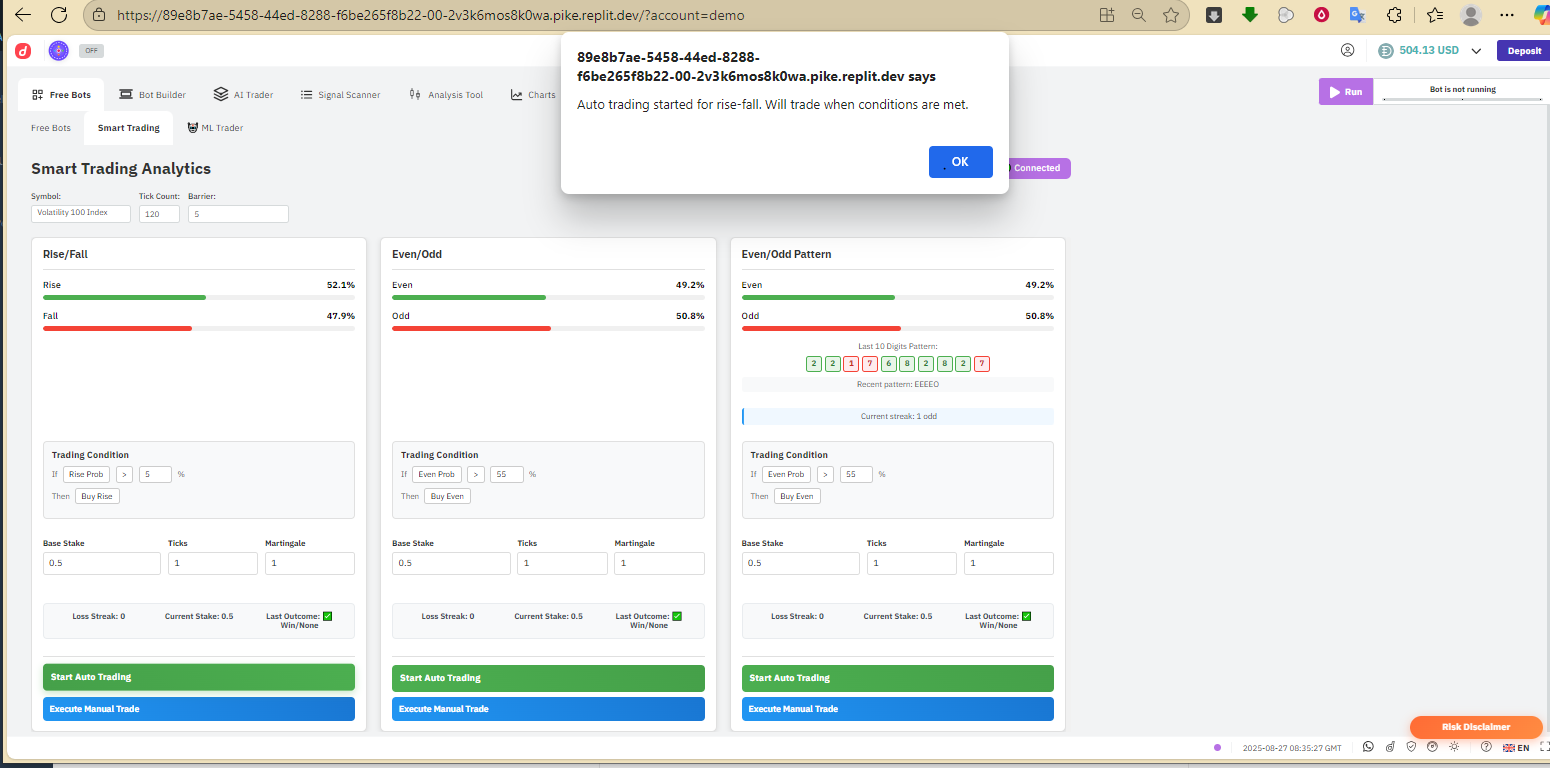 https://89e8b7ae-5458-44ed-8288-f6be265f8b22-00-2v3k6mos8k0wa.pike.replit.dev/?account=demo
OFF
504.13 USD
Deposit
89e8b7ae-5458-44ed-8288-
f6be265f8b22-00-2v3k6mos8k0wa.pike.replit.dev says
Auto trading started for rise-fall. Will trade when conditions are met.
OK
Free Bots Bot Builder AI Trader Signal Scanner Analysis Tool Charts
Run
Bot is not running
Free Bots Smart Trading ML Trader
Smart Trading Analytics
Connected
Symbol: Tick Count: Barrier:
Volatility 100 Index 120 5
Rise/Fall
Rise 52.1%
Fall 47.9%
Trading Condition
If Rise Prob > 5 %
Then Buy Rise
Base Stake Ticks Martingale
0.5 1 1
Loss Streak: 0 Current Stake: 0.5 Last Outcome: ✅
Win/None
Start Auto Trading
Execute Manual Trade
Even/Odd
Even 49.2%
Odd 50.8%
Trading Condition
If Even Prob > 55 %
Then Buy Even
Base Stake Ticks Martingale
0.5 1 1
Loss Streak: 0 Current Stake: 0.5 Last Outcome: ✅
Win/None
Start Auto Trading
Execute Manual Trade
Even/Odd Pattern
Even 49.2%
Odd 50.8%
Last 10 Digits Pattern:
2 2 1 7 6 8 2 8 2 7
Recent pattern: EEEEO
Current streak: 1 odd
Trading Condition
If Even Prob > 55 %
Then Buy Even
Base Stake Ticks Martingale
0.5 1 1
Loss Streak: 0 Current Stake: 0.5 Last Outcome: ✅
Win/None
Start Auto Trading
Execute Manual Trade
Risk Disclaimer
2025-08-27 08:35:27 GMT
EN